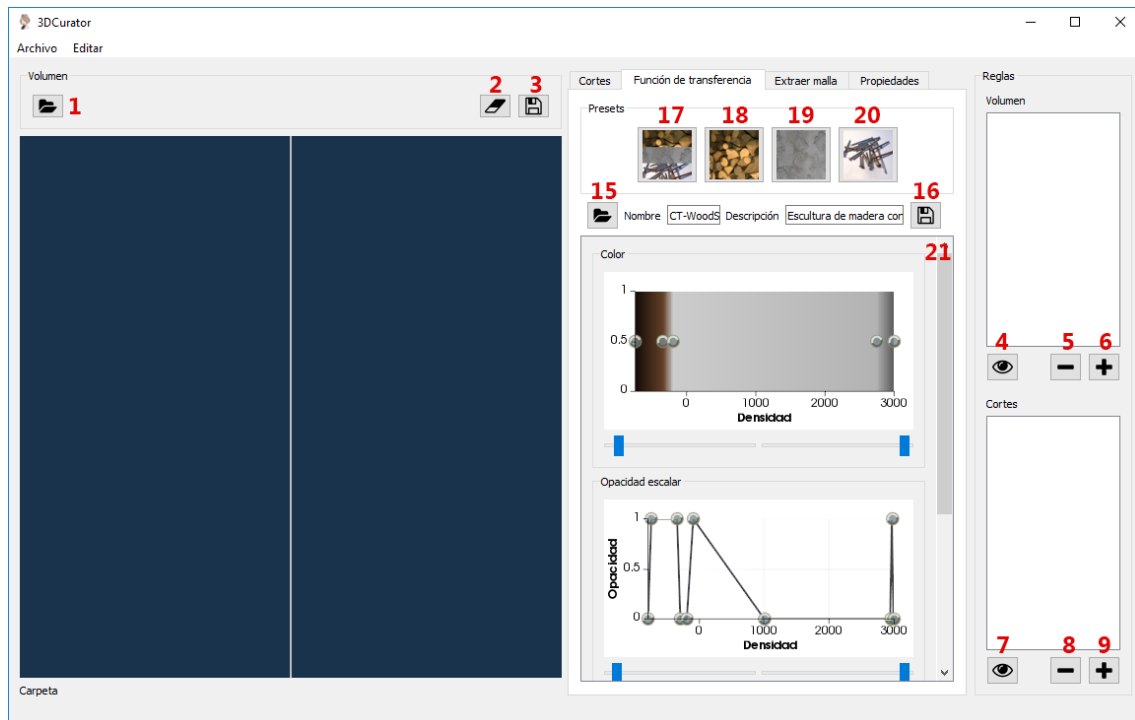 3DCurator
Archivo Editar
Volumen
1
2
3
Cortes Función de transferencia Extraer malla Propiedades
Presets
17
18
19
20
15
16
Nombre CT-WoodS Descripción Escultura de madera con
21
Color
1
0.5
0
0 1000 2000 3000
Densidad
Opacidad escalar
1
0.5
0
Opacidad
0 1000 2000 3000
Densidad
Reglas
Volumen
4
5
6
Cortes
7
8
9
Carpeta